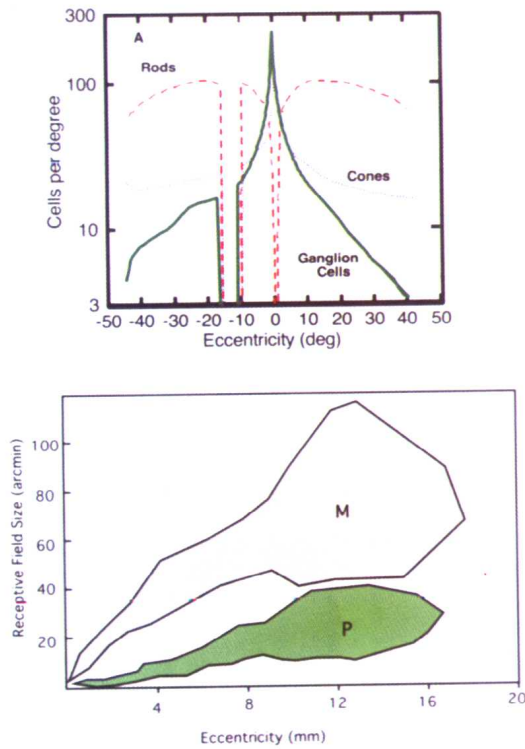 300
A
Rods
100
Cells per degree
Cones
10
Ganglion
Cells
3
-50 -40 -30 -20 -10 0 10 20 30 40 50
Eccentricity (deg)
100
80
M
Receptive Field Size (arcmin)
60
40
P
20
4 8 12 16 20
Eccentricity (mm)